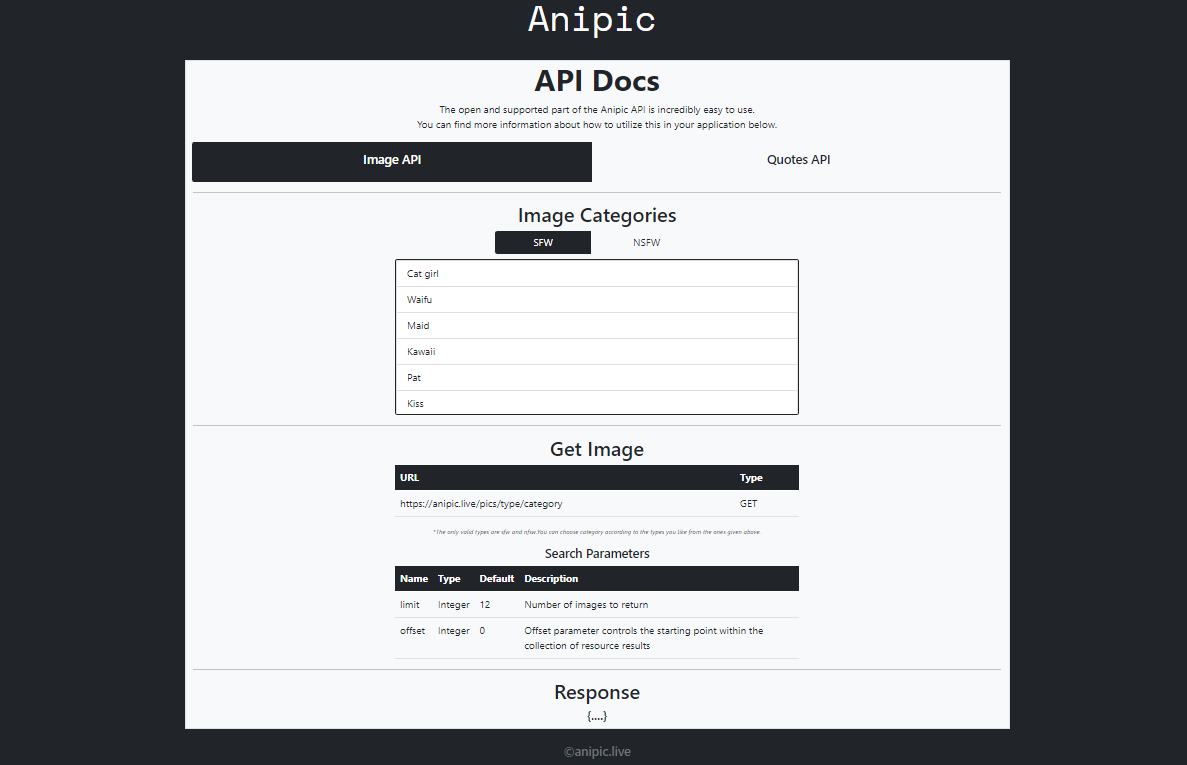 Anipic
API Docs
The open and supported part of the Anipic API is incredibly easy to use.
You can find more information about how to utilize this in your application below.
Image API Quotes API
Image Categories
SFW NSFW
Cat girl
Waifu
Maid
Kawaii
Pat
Kiss
Get Image
URL Type
https://anipic.live/pics/type/category GET
*The only valid types are sfw and nfsw.You can choose category according to the types you like from the ones given above.
Search Parameters
Name Type Default Description
limit Integer 12 Number of images to return
offset Integer 0 Offset parameter controls the starting point within the
collection of resource results
Response
{....}
©anipic.live